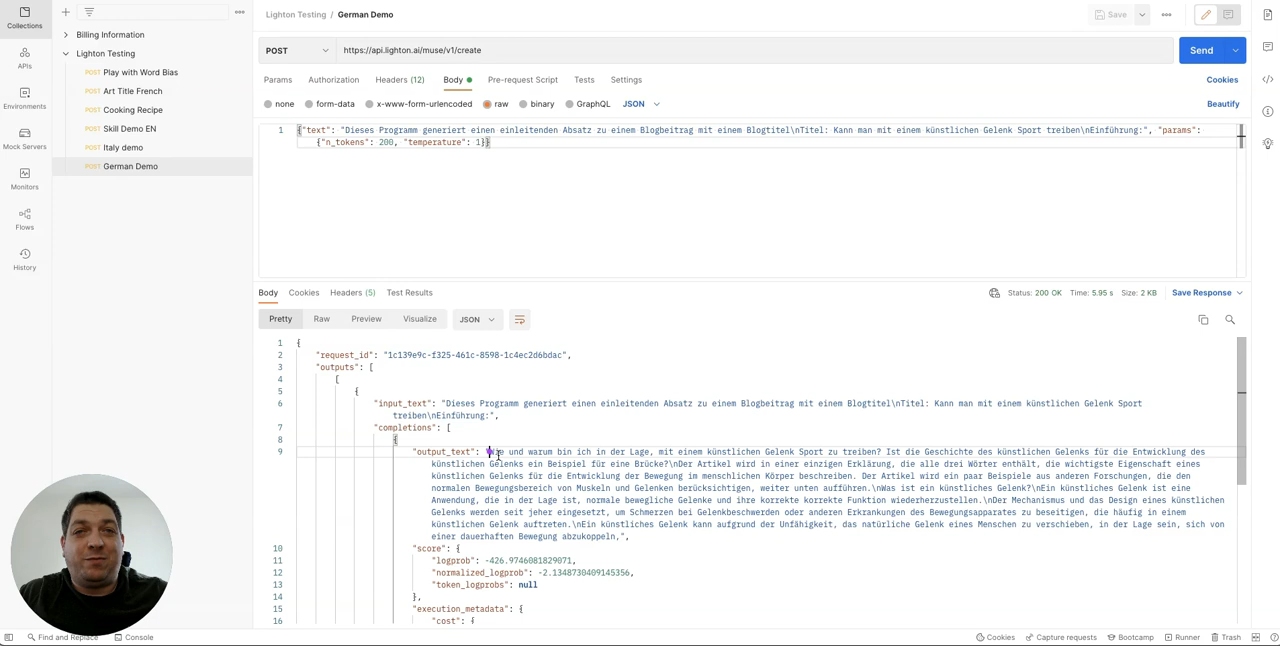 Collections
APIs
Environments
Mock Servers
Monitors
Flows
History
Billing Information
Lighton Testing
POST Play with Word Bias
POST Art Title French
POST Cooking Recipe
POST Skill Demo EN
POST Italy demo
POST German Demo
Lighton Testing / German Demo
Save
POST https://api.lighton.ai/muse/v1/create
Send
Params Authorization Headers (12) Body Pre-request Script Tests Settings Cookies
none form-data x-www-form-urlencoded raw binary GraphQL JSON Beautify
1 {"text": "Dieses Programm generiert einen einleitenden Absatz zu einem Blogbeitrag mit einem Blogtitel\nTitel: Kann man mit einem künstlichen Gelenk Sport treiben\nEinführung:", "params":
{"n_tokens": 200, "temperature": 1}}
Body Cookies Headers (5) Test Results Status: 200 OK Time: 5.95 s Size: 2 KB Save Response
Pretty Raw Preview Visualize JSON
1 {
2 "request_id": "1c139e9c-f325-461c-8598-1c4ec2d6bdac",
3 "outputs": [
4 [
5 {
6 "input_text": "Dieses Programm generiert einen einleitenden Absatz zu einem Blogbeitrag mit einem Blogtitel\nTitel: Kann man mit einem künstlichen Gelenk Sport
treiben\nEinführung:",
7 "completions": [
8 {
9 "output_text": "Wie und warum bin ich in der Lage, mit einem künstlichen Gelenk Sport zu treiben? Ist die Geschichte des künstlichen Gelenks für die Entwicklung des
künstlichen Gelenks ein Beispiel für eine Brücke?\nDer Artikel wird in einer einzigen Erklärung, die alle drei Wörter enthält, die wichtigste Eigenschaft eines
künstlichen Gelenks für die Entwicklung der Bewegung im menschlichen Körper beschreiben. Der Artikel wird ein paar Beispiele aus anderen Forschungen, die den
normalen Bewegungsbereich von Muskeln und Gelenken berücksichtigen, weiter unten aufführen.\nWas ist ein künstliches Gelenk?\nEin künstliches Gelenk ist eine
Anwendung, die in der Lage ist, normale bewegliche Gelenke und ihre korrekte korrekte Funktion wiederherzustellen.\nDer Mechanismus und das Design eines künstlichen
Gelenks werden seit jeher eingesetzt, um Schmerzen bei Gelenkbeschwerden oder anderen Erkrankungen des Bewegungsapparates zu beseitigen, die häufig in einem
künstlichen Gelenk auftreten.\nEin künstliches Gelenk kann aufgrund der Unfähigkeit, das natürliche Gelenk eines Menschen zu verschieben, in der Lage sein, sich von
einer dauerhaften Bewegung abzukoppeln,",
10 "score": {
11 "logprob": -426.9746081829071,
12 "normalized_logprob": -2.1348730409145356,
13 "token_logprobs": null
14 },
15 "execution_metadata": {
16 "cost": {
Find and Replace Console Cookies Capture requests Bootcamp Runner Trash